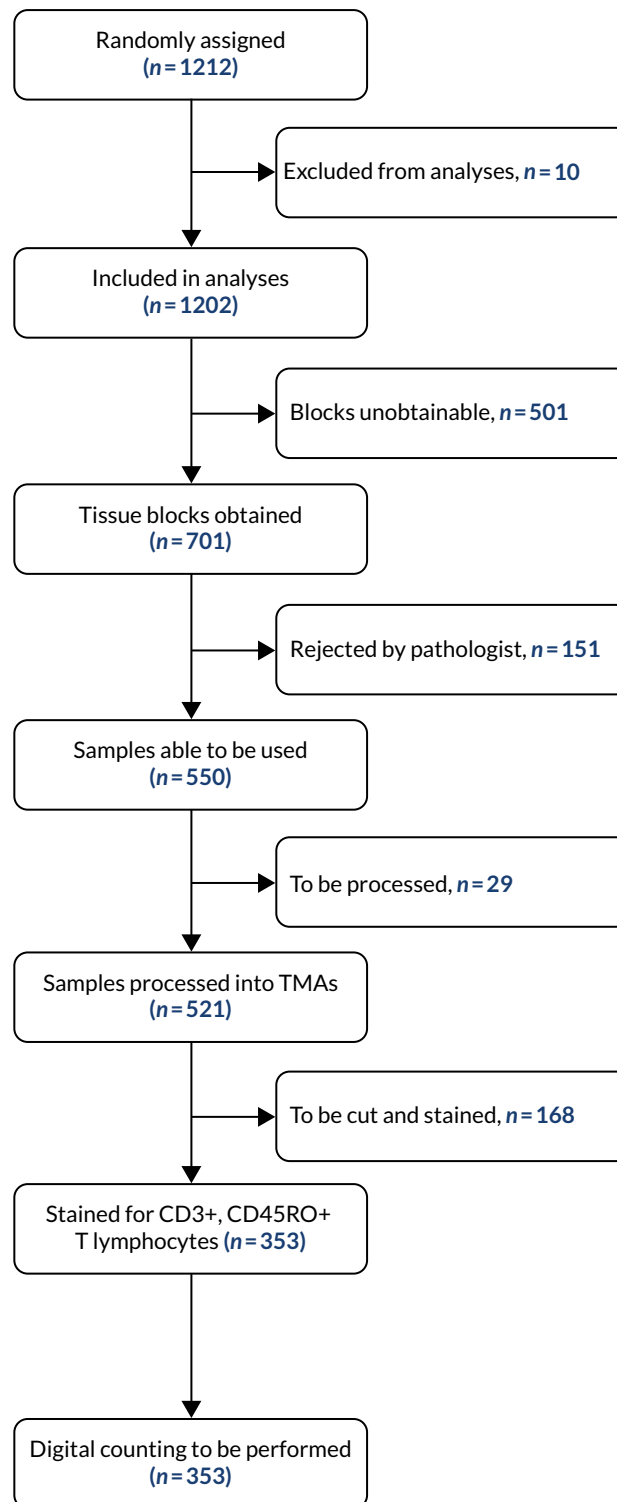 Randomly assigned
(n=1212)
Excluded from analyses, n=10
Included in analyses
(n=1202)
Blocks unobtainable, n=501
Tissue blocks obtained
(n=701)
Rejected by pathologist, n=151
Samples able to be used
(n=550)
To be processed, n=29
Samples processed into TMAs
(n=521)
To be cut and stained, n=168
Stained for CD3+, CD45RO+
T lymphocytes (n=353)
Digital counting to be performed
(n=353)